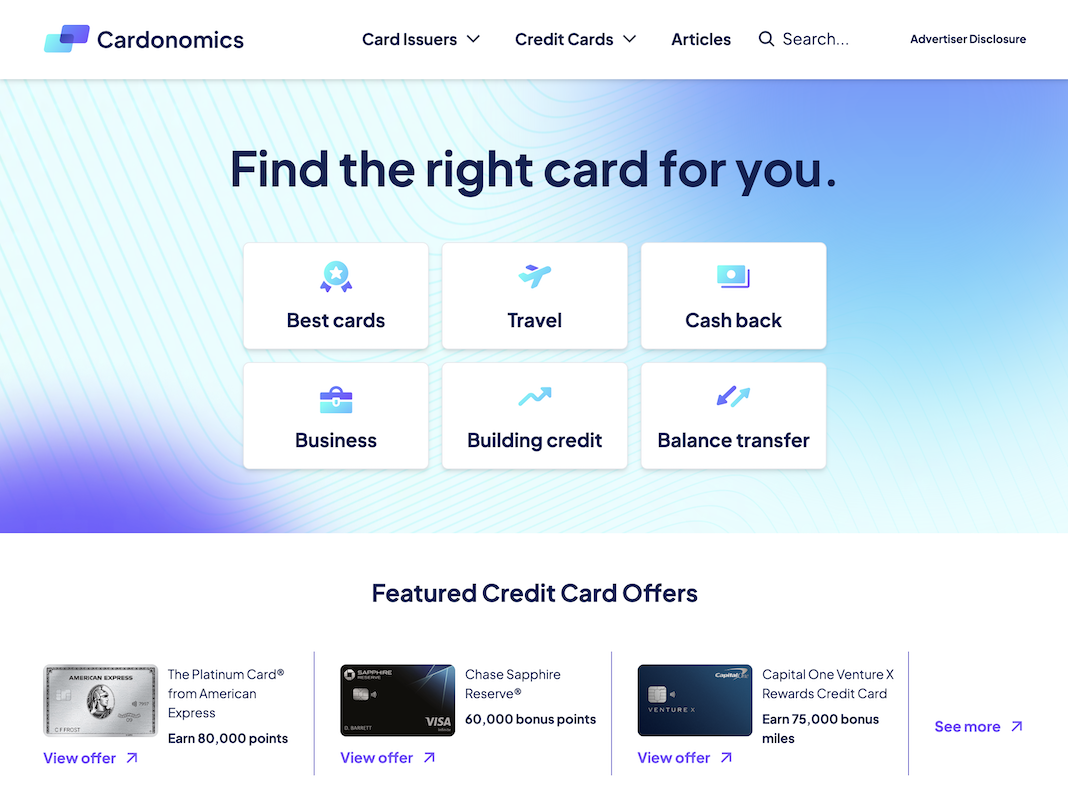 Cardonomics
Card Issuers
Credit Cards
Articles
Search...
Advertiser Disclosure
Find the right card for you.
Best cards
Travel
Cash back
Business
Building credit
Balance transfer
Featured Credit Card Offers
AMERICAN EXPRESS
C F FROST
The Platinum Card®
from American
Express
Earn 80,000 points
View offer
SAPPHIRE
RESERVE
D. BARRETT
VISA
Infinite
Chase Sapphire
Reserve®
60,000 bonus points
View offer
Capital One
VENTURE X
Capital One Venture X
Rewards Credit Card
Earn 75,000 bonus
miles
View offer
See more